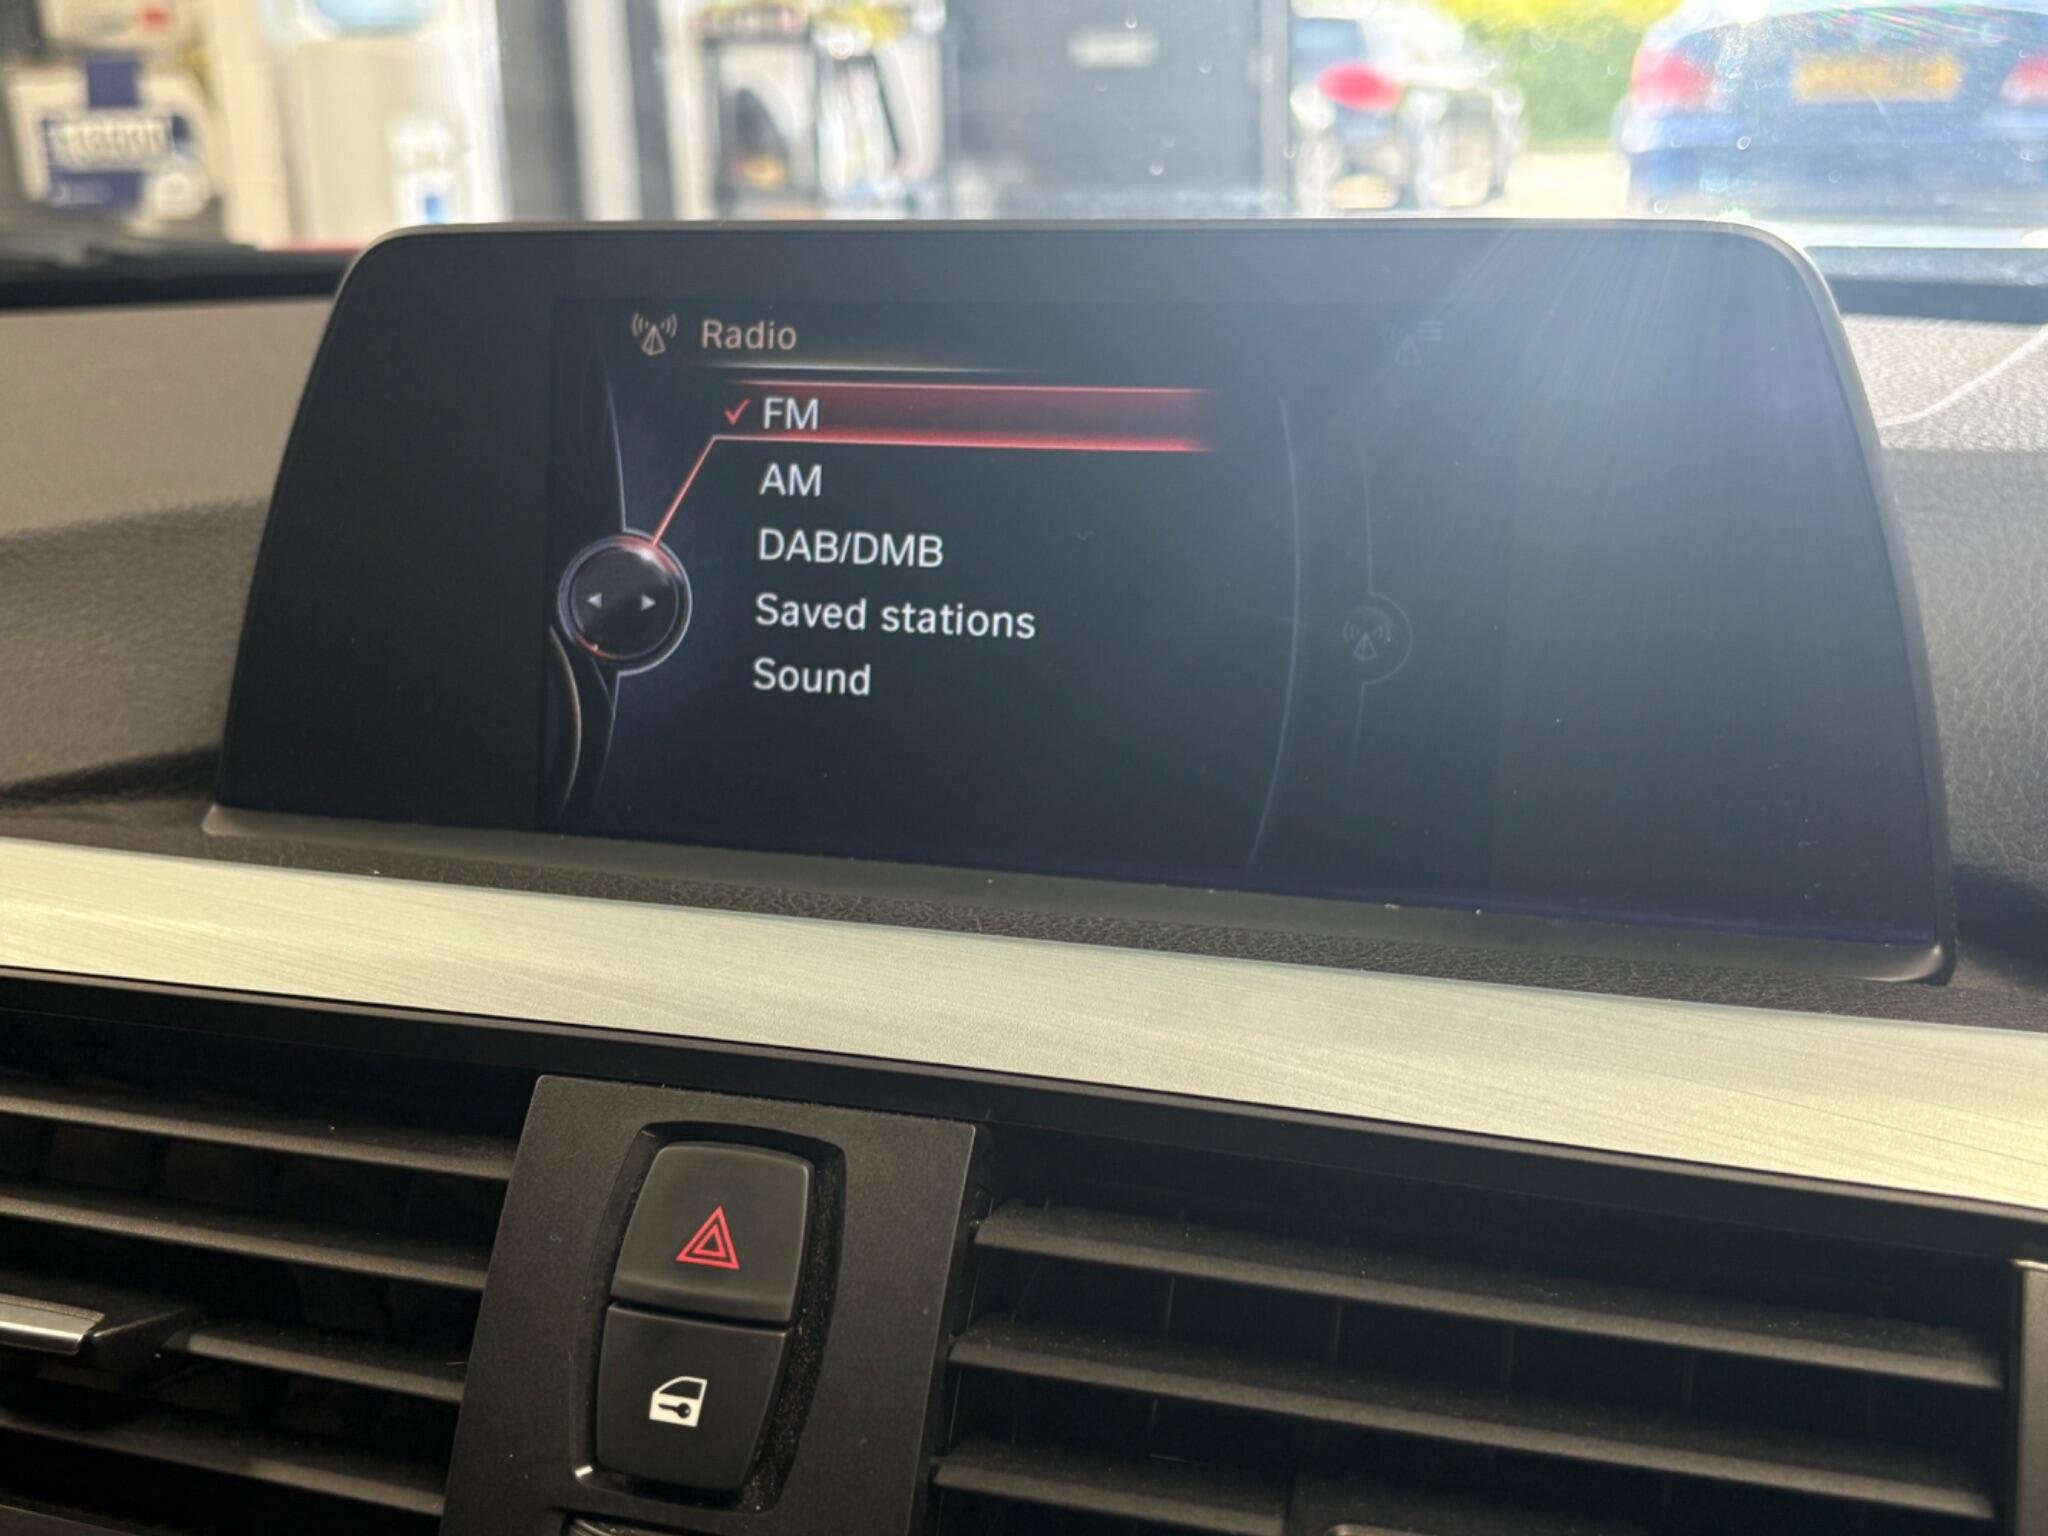 Radio
FM
AM
DAB/DMB
Saved stations
Sound